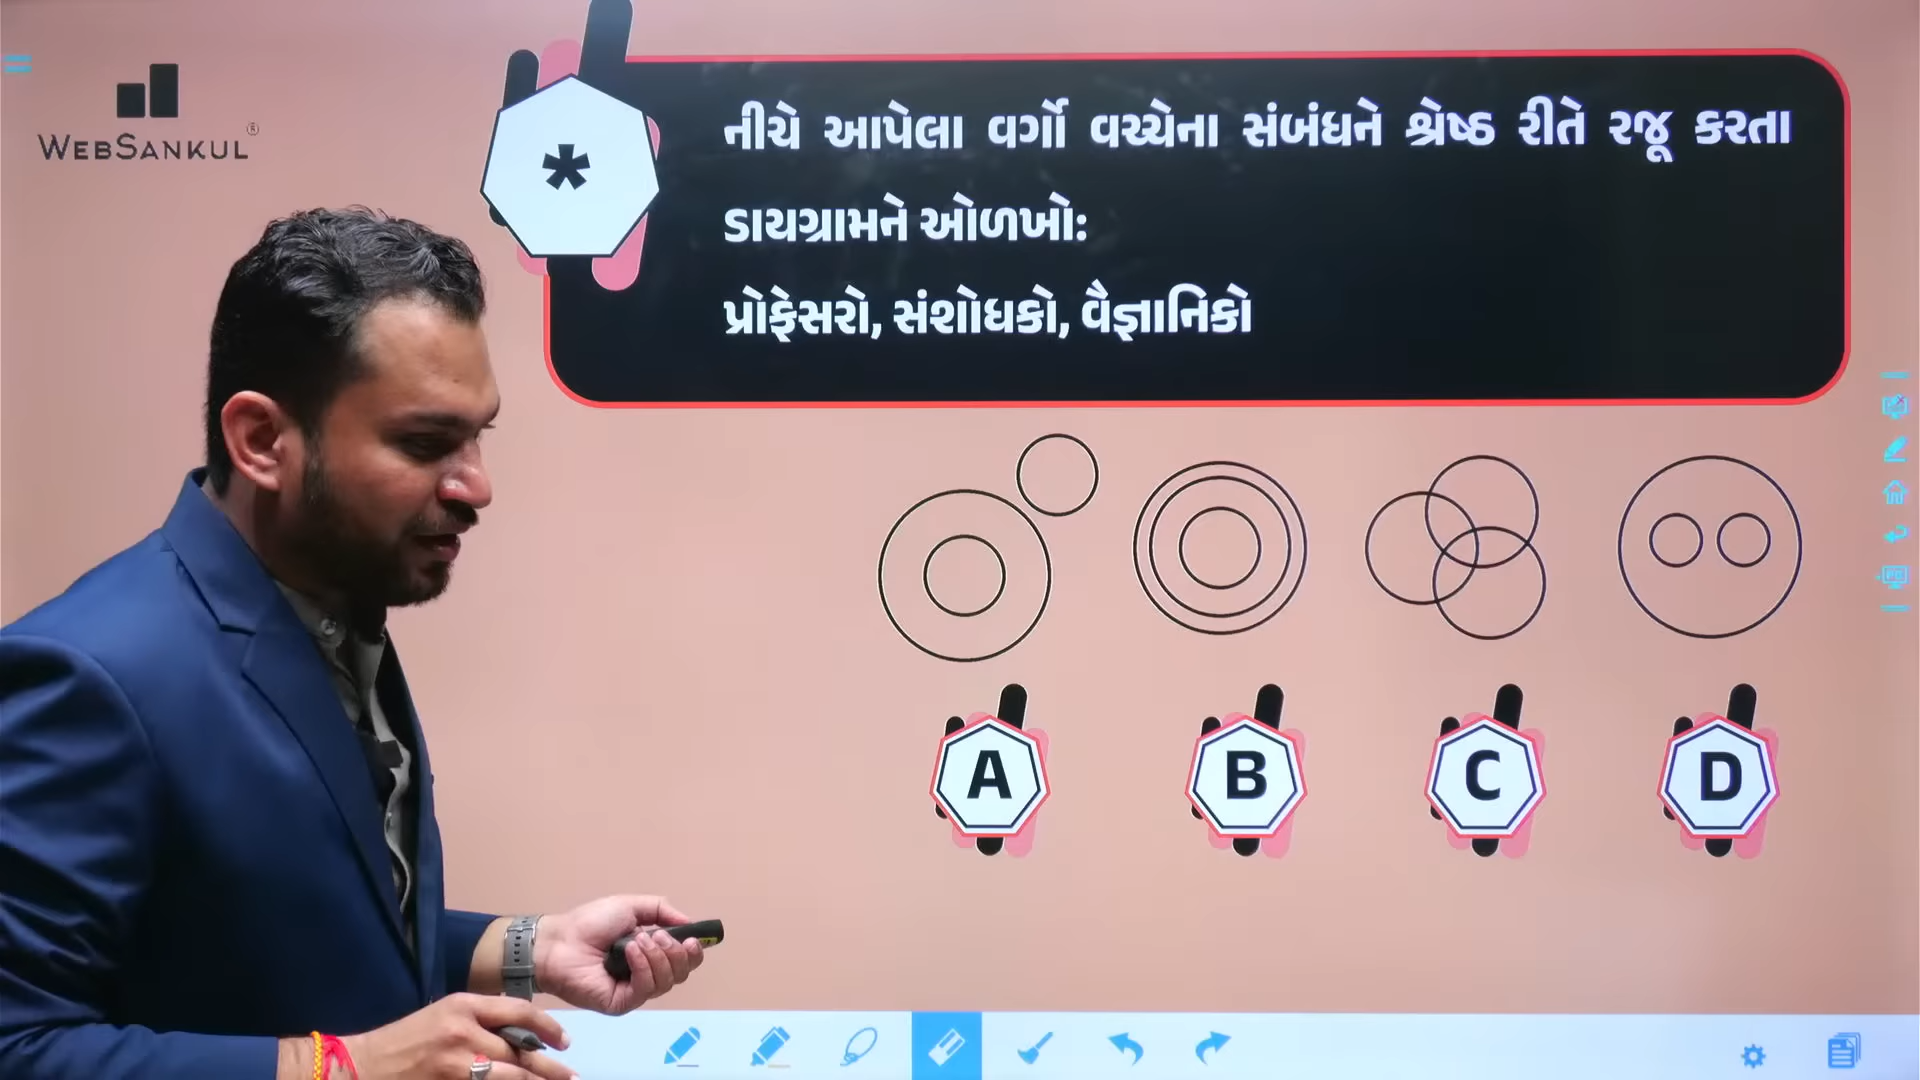 WEBSANKUL®
*
નીચે આપેલા વર્ગો વચ્ચેના સંબંધને શ્રેષ્ઠ રીતે રજૂ કરતા
ડાયગ્રામને ઓળખો:
પ્રોફેસરો, સંશોધકો, વૈજ્ઞાનિકો
A B C D